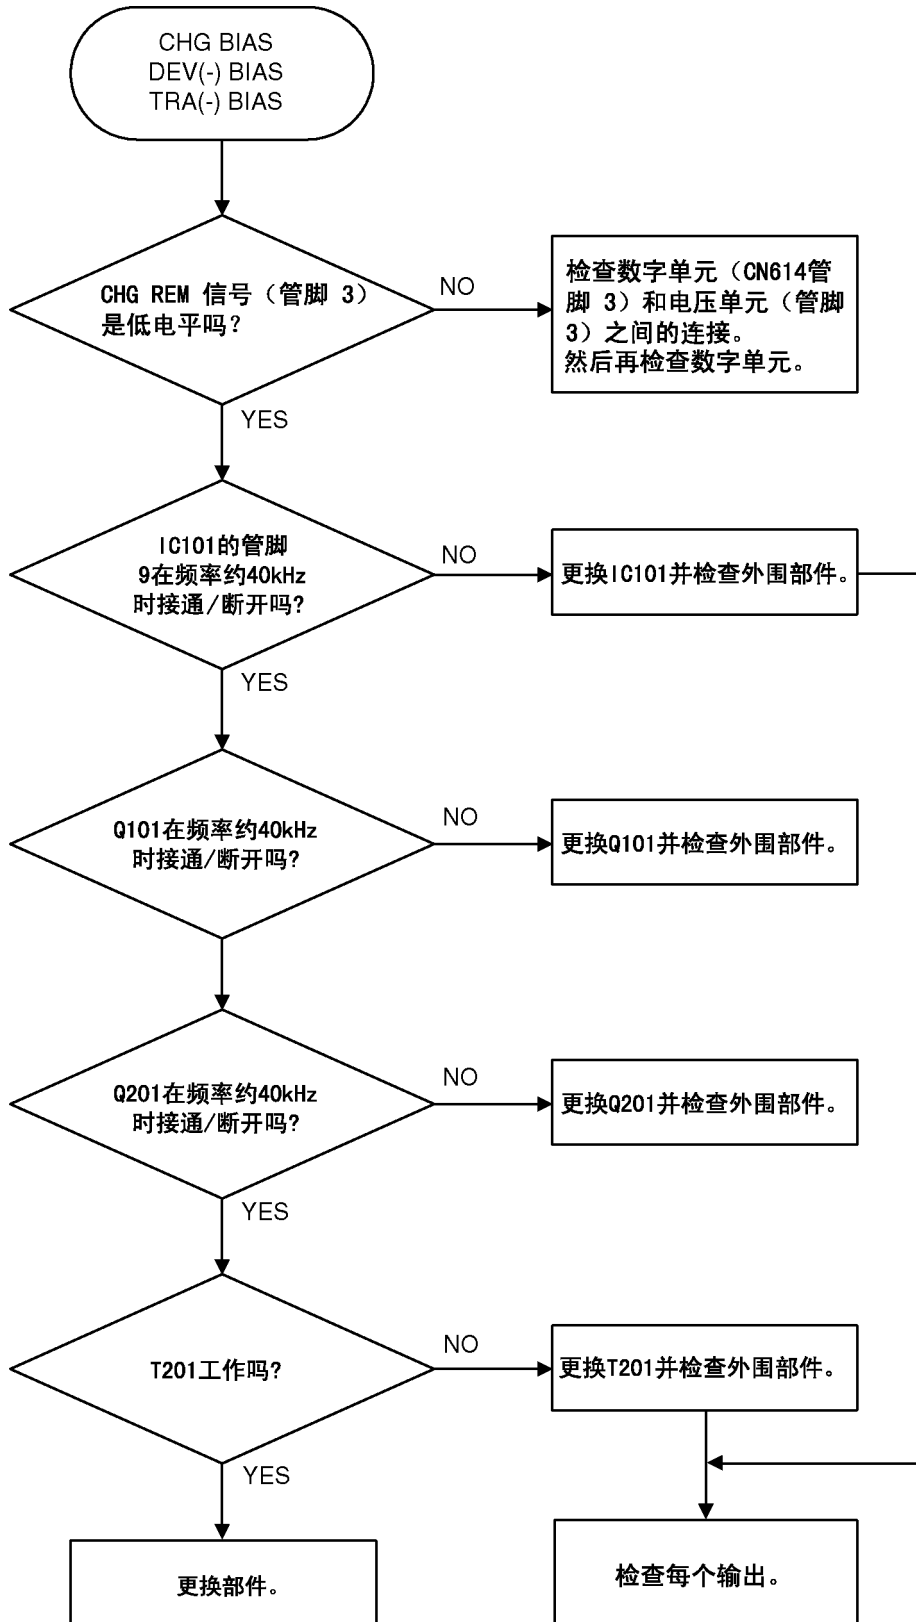 CHG BIAS
DEV(-) BIAS
TRA(-) BIAS
CHG REM 信号（管脚 3）
是低电平吗？
NO
检查数字单元（CN614管
脚 3）和电压单元（管脚
3）之间的连接。
然后再检查数字单元。
YES
IC101的管脚
9在频率约40kHz
时接通/断开吗?
NO
更换IC101并检查外围部件。
YES
Q101在频率约40kHz
时接通/断开吗?
NO
更换Q101并检查外围部件。
Q201在频率约40kHz
时接通/断开吗?
NO
更换Q201并检查外围部件。
YES
T201工作吗?
NO
更换T201并检查外围部件。
YES
更换部件。
检查每个输出。